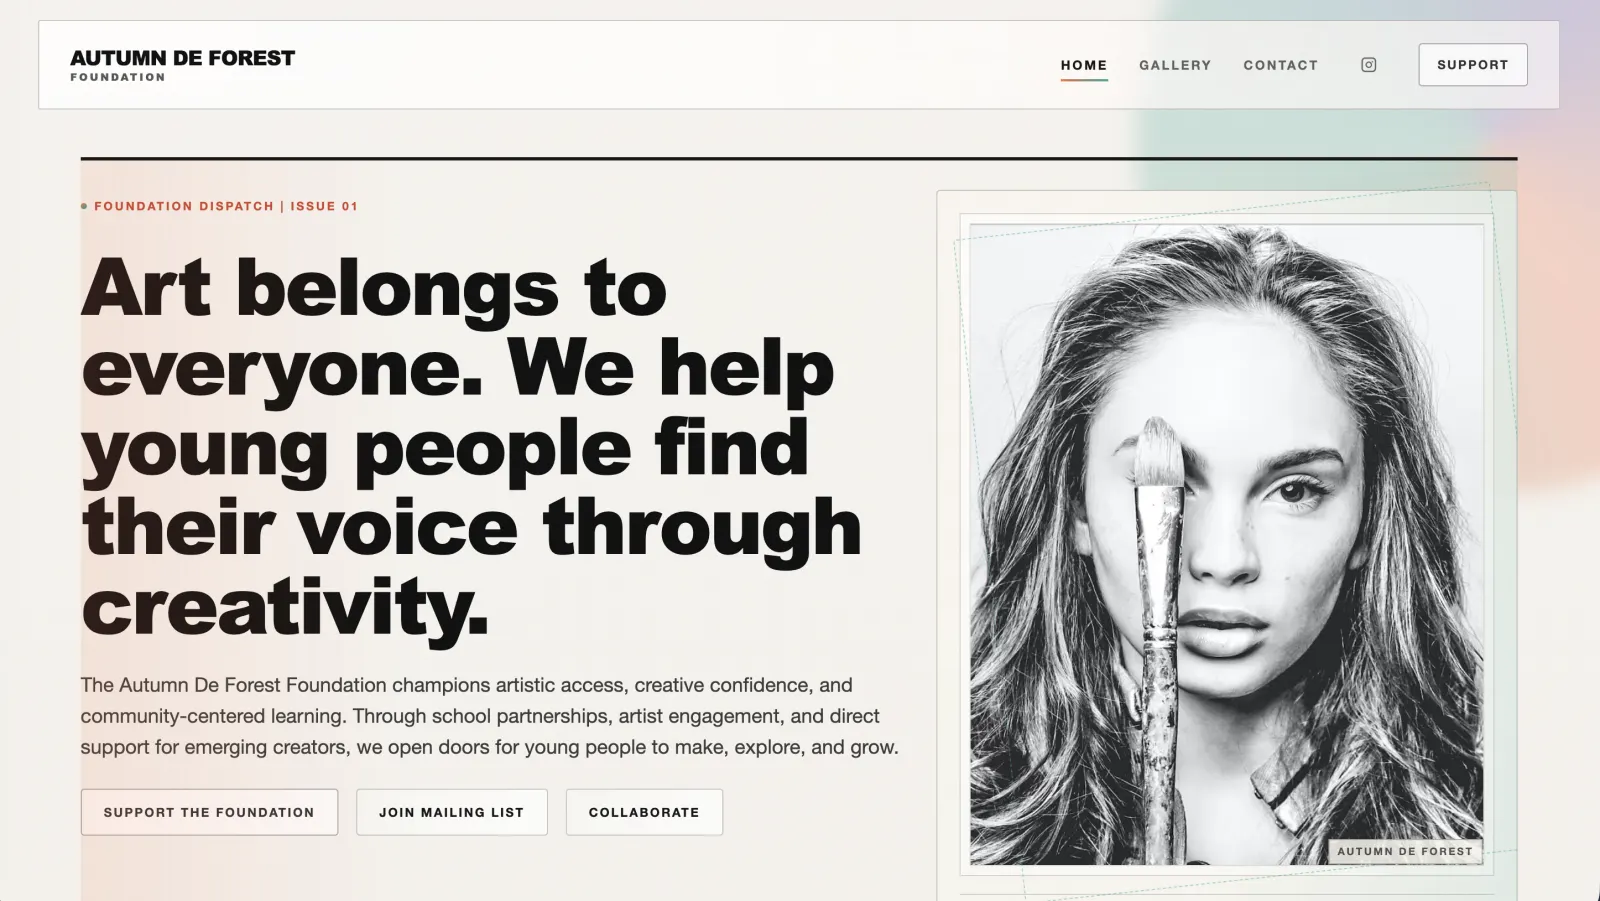 AUTUMN DE FOREST
FOUNDATION
HOME
GALLERY
CONTACT
SUPPORT
FOUNDATION DISPATCH | ISSUE 01
Art belongs to
everyone. We help
young people find
their voice through
creativity.
The Autumn De Forest Foundation champions artistic access, creative confidence, and
community-centered learning. Through school partnerships, artist engagement, and direct
support for emerging creators, we open doors for young people to make, explore, and grow.
SUPPORT THE FOUNDATION
JOIN MAILING LIST
COLLABORATE
AUTUMN DE FOREST